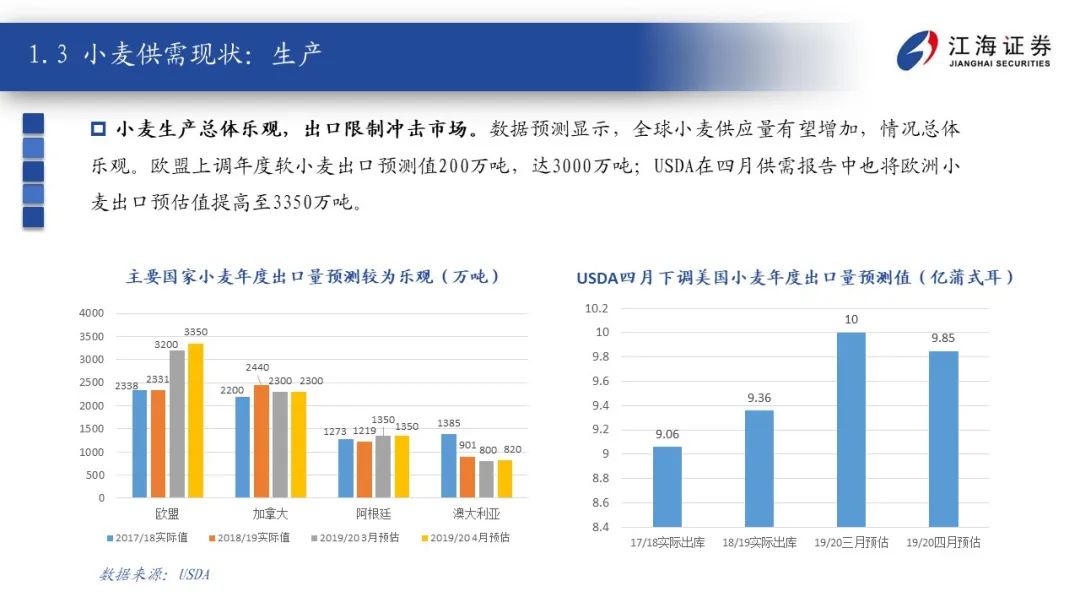 1.3 小麦供需现状：生产
江海证券
JIANGHAI SECURITIES
小麦生产总体乐观，出口限制冲击市场。数据预测显示，全球小麦供应量有望增加，情况总体
乐观。欧盟上调年度软小麦出口预测值200万吨，达3000万吨；USDA在四月供需报告中也将欧洲小
麦出口预估值提高至3350万吨。
主要国家小麦年度出口量预测较为乐观（万吨）
4000
3500
3000
2500
2000
1500
1000
500
0
2338
2331
3200
3350
2200
2440
2300
2300
1273
1219
1350
1350
1385
901
800
820
欧盟
加拿大
阿根廷
澳大利亚
2017/18实际值
2018/19实际值
2019/20 3月预估
2019/20 4月预估
数据来源：USDA
USDA四月下调美国小麦年度出口量预测值（亿蒲式耳）
10.2
10
9.8
9.6
9.4
9.2
9
8.8
8.6
8.4
9.06
9.36
10
9.85
17/18实际出库
18/19实际出库
19/20三月预估
19/20四月预估